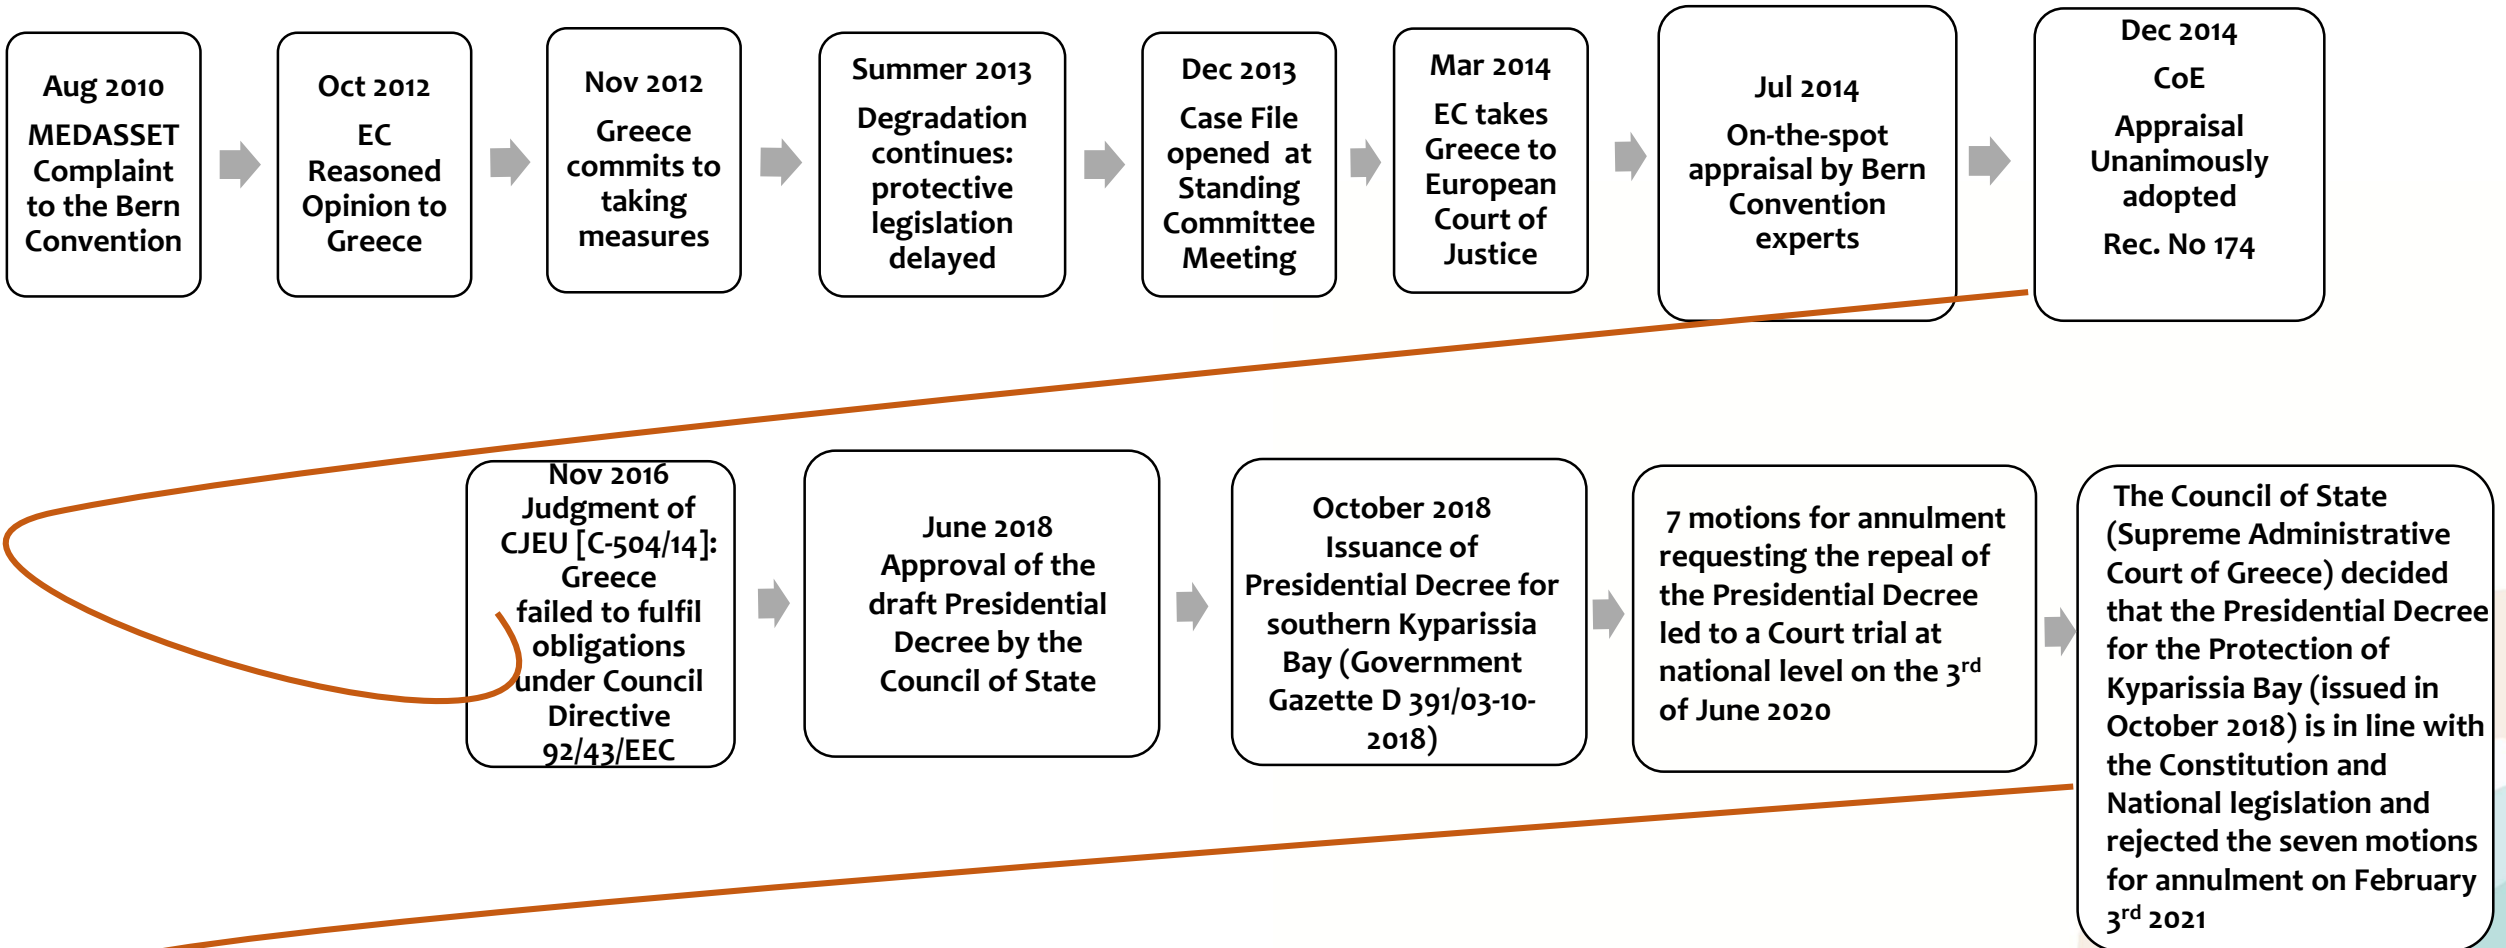 Aug 2010
MEDASSET
Complaint
to the Bern
Convention
Oct 2012
EC
Reasoned
Opinion to
Greece
Nov 2012
Greece
commits to
taking
measures
Summer 2013
Degradation
continues:
protective
legislation
delayed
Dec 2013
Case File
opened at
Standing
Committee
Meeting
Mar 2014
EC takes
Greece to
European
Court of
Justice
Jul 2014
On-the-spot
appraisal by Bern
Convention
experts
Dec 2014
CoE
Appraisal
Unanimously
adopted
Rec. No 174
Nov 2016
Judgment of
CJEU [C-504/14]:
Greece
failed to fulfil
obligations
under Council
Directive
92/43/EEC
June 2018
Approval of the
draft Presidential
Decree by the
Council of State
October 2018
Issuance of
Presidential Decree for
southern Kyparissia
Bay (Government
Gazette D 391/03-10-
2018)
7 motions for annulment
requesting the repeal of
the Presidential Decree
led to a Court trial at
national level on the 3rd
of June 2020
The Council of State
(Supreme Administrative
Court of Greece) decided
that the Presidential Decree
for the Protection of
Kyparissia Bay (issued in
October 2018) is in line with
the Constitution and
National legislation and
rejected the seven motions
for annulment on February
3rd 2021